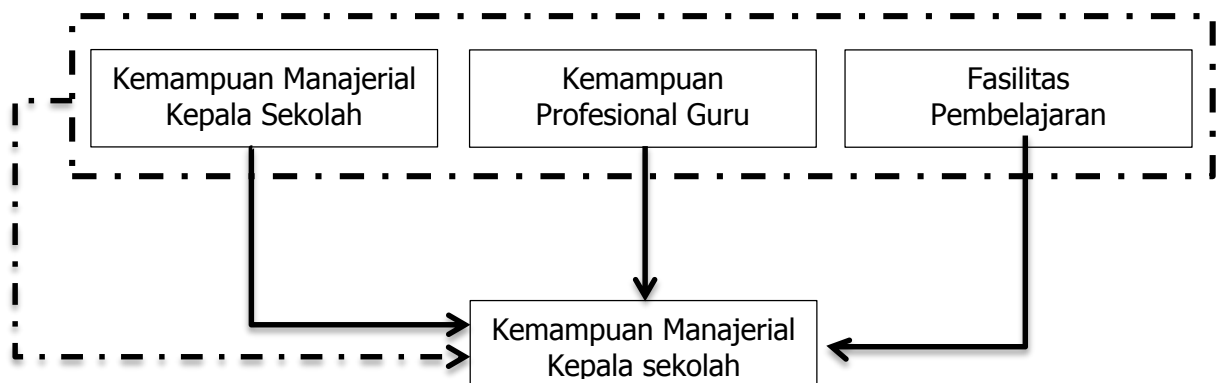 Kemampuan Manajerial
Kepala Sekolah
Kemampuan
Profesional Guru
Fasilitas
Pembelajaran
Kemampuan Manajerial
Kepala sekolah